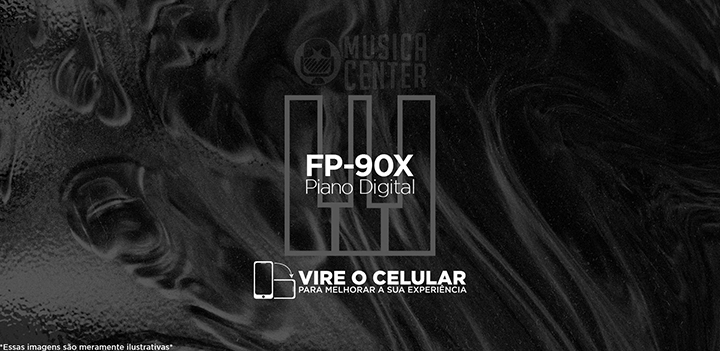 MUSICA
CENTER
FP-90X
Piano Digital
VIRE O CELULAR
PARA MELHORAR A SUA EXPERIÊNCIA
*Essas imagens são meramente ilustrativas*